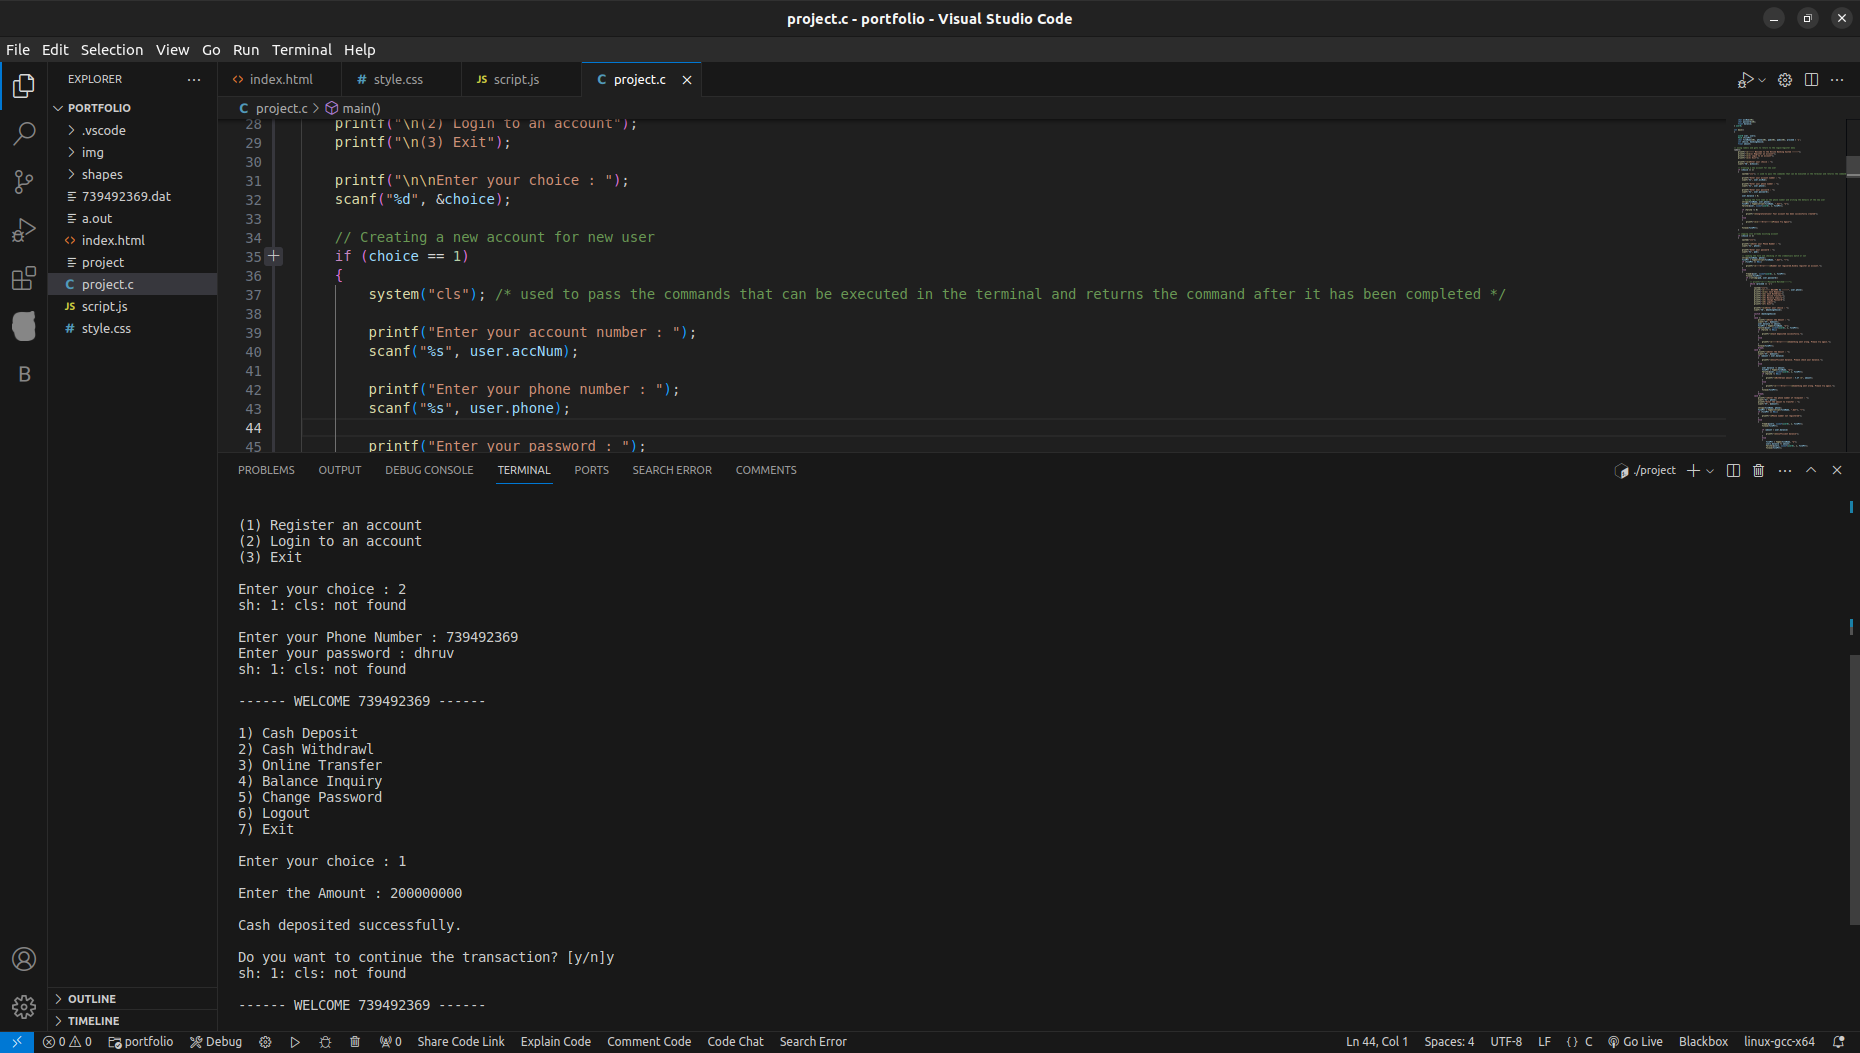 project.c - portfolio - Visual Studio Code
File Edit Selection View Go Run Terminal Help
EXPLORER
PORTFOLIO
.vscode
img
shapes
739492369.dat
a.out
index.html
project
project.c
script.js
style.css
OUTLINE
TIMELINE
index.html
style.css
script.js
project.c
project.c > main()
28 printf("\n(2) Login to an account");
29 printf("\n(3) Exit");
30
31 printf("\n\nEnter your choice : ");
32 scanf("%d", &choice);
33
34 // Creating a new account for new user
35 if (choice == 1)
36 {
37 system("cls"); /* used to pass the commands that can be executed in the terminal and returns the command after it has been completed */
38
39 printf("Enter your account number : ");
40 scanf("%s", user.accNum);
41
42 printf("Enter your phone number : ");
43 scanf("%s", user.phone);
44
45 printf("Enter your password : ");
PROBLEMS OUTPUT DEBUG CONSOLE TERMINAL PORTS SEARCH ERROR COMMENTS
./project
(1) Register an account
(2) Login to an account
(3) Exit
Enter your choice : 2
sh: 1: cls: not found
Enter your Phone Number : 739492369
Enter your password : dhruv
sh: 1: cls: not found
------ WELCOME 739492369 ------
1) Cash Deposit
2) Cash Withdrawl
3) Online Transfer
4) Balance Inquiry
5) Change Password
6) Logout
7) Exit
Enter your choice : 1
Enter the Amount : 200000000
Cash deposited successfully.
Do you want to continue the transaction? [y/n]y
sh: 1: cls: not found
------ WELCOME 739492369 ------
0 0 portfolio Debug 0 Share Code Link Explain Code Comment Code Code Chat Search Error Ln 44, Col 1 Spaces: 4 UTF-8 LF {} C Go Live Blackbox linux-gcc-x64